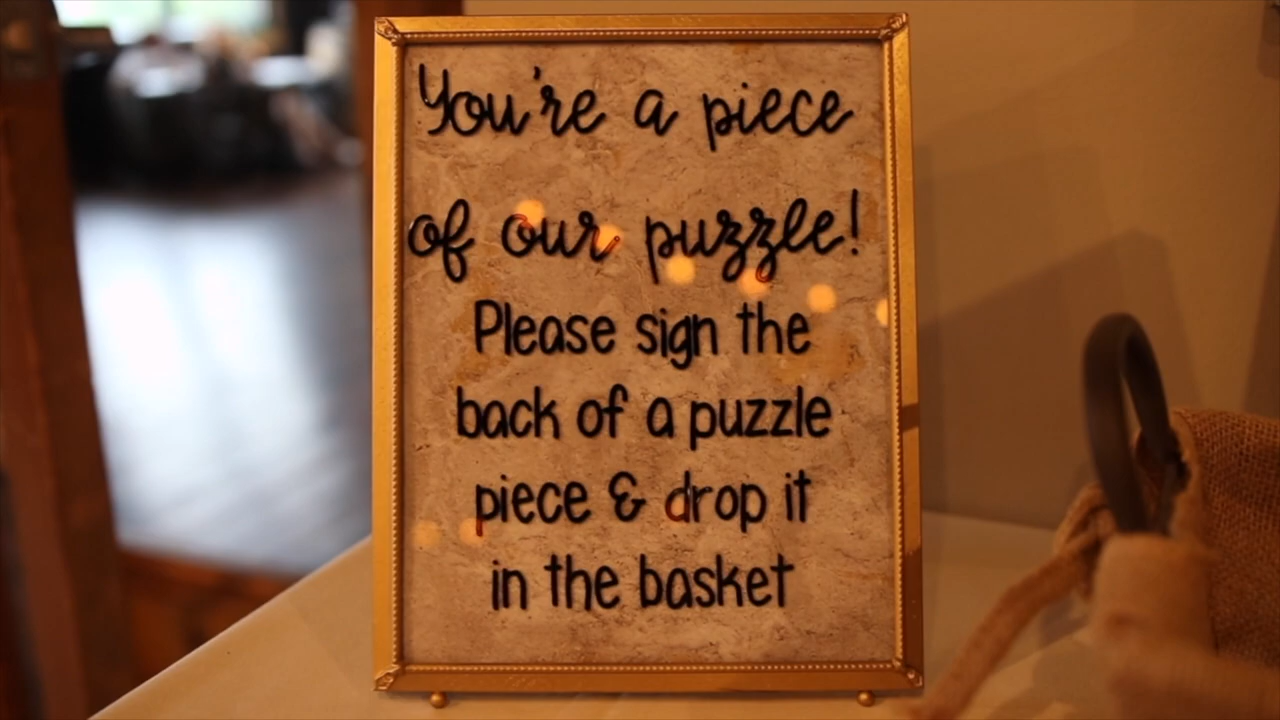 You're a piece
of our puzzle!
Please sign the
back of a puzzle
piece & drop it
in the basket